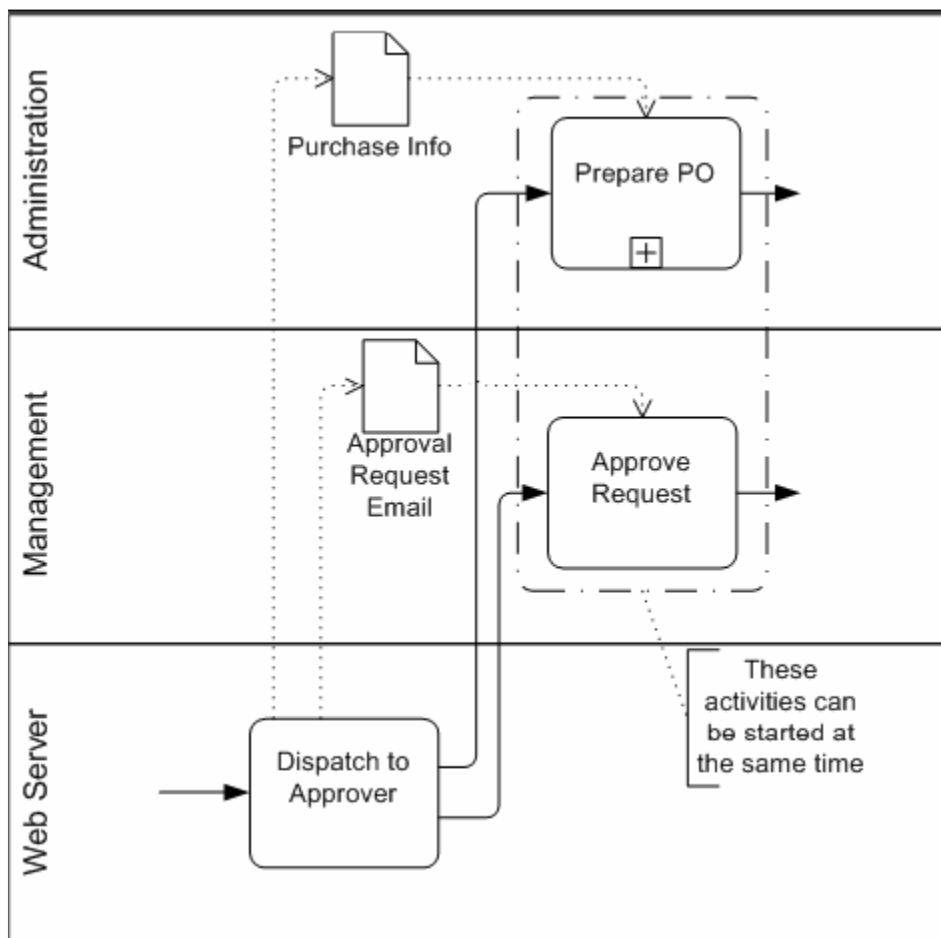 Administration
Purchase Info
Prepare PO
Management
Approval
Request
Email
Approve
Request
Web Server
Dispatch to
Approver
These
activities can
be started at
the same time